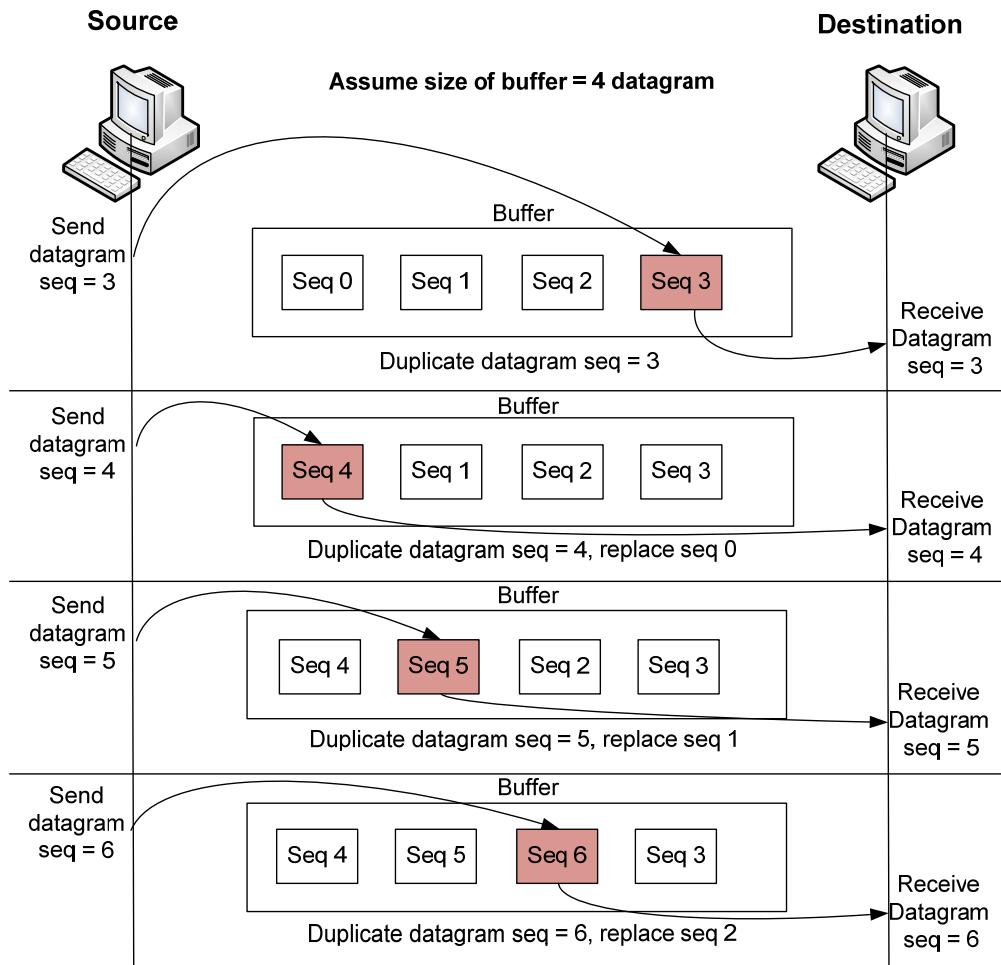 Source
Destination
Assume size of buffer = 4 datagram
Send
datagram
seq = 3
Buffer
Seq 0
Seq 1
Seq 2
Seq 3
Duplicate datagram seq = 3
Receive
Datagram
seq = 3
Send
datagram
seq = 4
Buffer
Seq 4
Seq 1
Seq 2
Seq 3
Duplicate datagram seq = 4, replace seq 0
Receive
Datagram
seq = 4
Send
datagram
seq = 5
Buffer
Seq 4
Seq 5
Seq 2
Seq 3
Duplicate datagram seq = 5, replace seq 1
Receive
Datagram
seq = 5
Send
datagram
seq = 6
Buffer
Seq 4
Seq 5
Seq 6
Seq 3
Duplicate datagram seq = 6, replace seq 2
Receive
Datagram
seq = 6